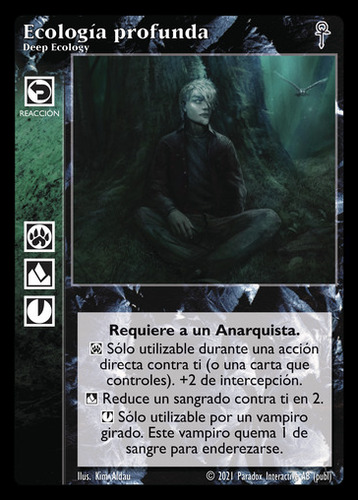 Ecología profunda
Deep Ecology
REACCIÓN
Requiere a un Anarquista.
Sólo utilizable durante una acción
directa contra ti (o una carta que
controles). +2 de intercepción.
Reduce un sangrado contra ti en 2.
Sólo utilizable por un vampiro
girado. Este vampiro quema 1 de
sangre para enderezarse.
Ilus. Kim Aldau
© 2021 Paradox Interactive AB (publ)